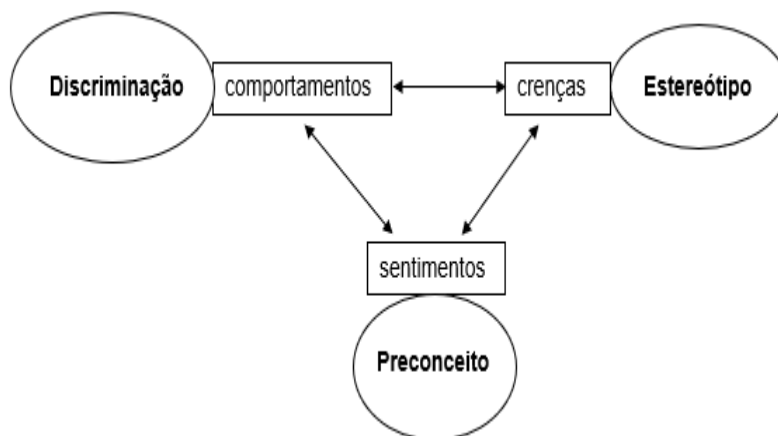 Discriminação
comportamentos
crenças
Estereótipo
sentimentos
Preconceito